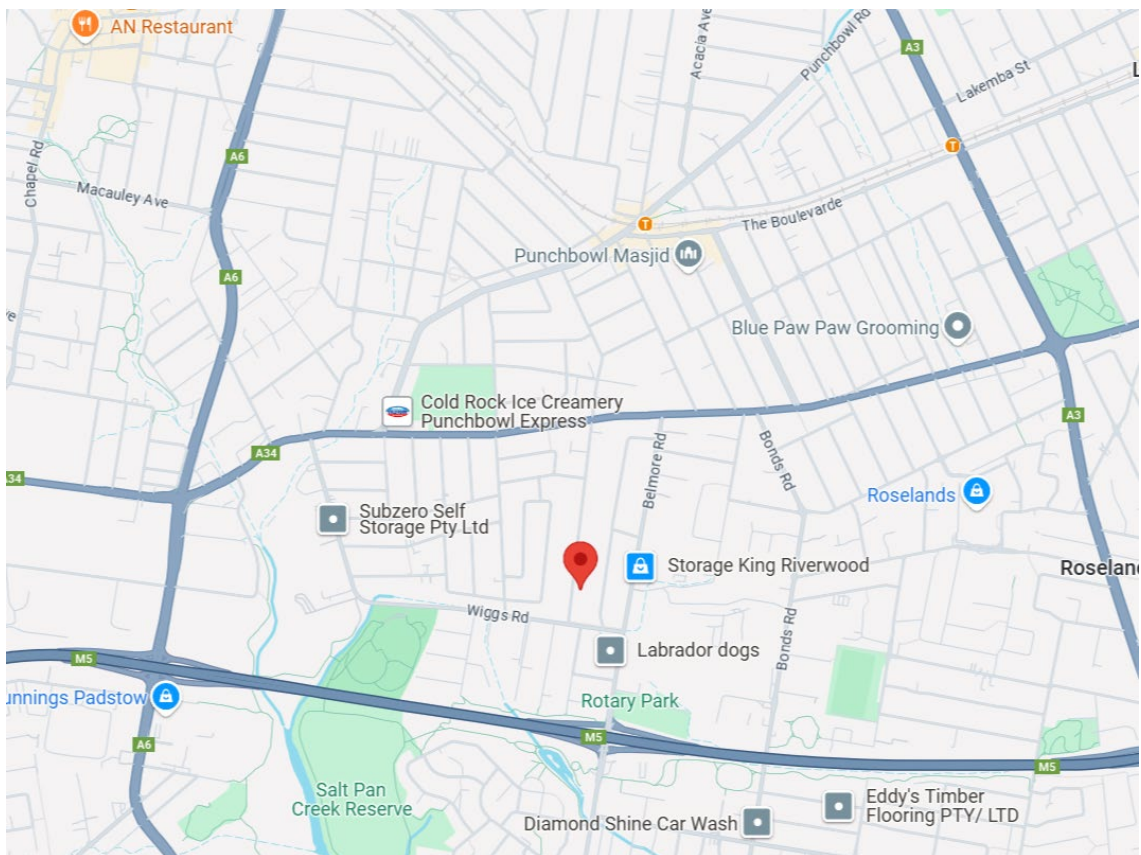 AN Restaurant
Acacia Ave
Punchbowl Rd
A3
Lakemba St
L
T
A6
Chapel Rd
Macauley Ave
The Boulevarde
T
Punchbowl Masjid
A6
Blue Paw Paw Grooming
Cold Rock Ice Creamery
Punchbowl Express
A3
A34
Belmore Rd
Bonds Rd
34
Roselands
Subzero Self
Storage Pty Ltd
Storage King Riverwood
Roselan
Wiggs Rd
Bonds Rd
Labrador dogs
M5
unnings Padstow
Rotary Park
A6
M5
M5
Salt Pan
Creek Reserve
Eddy's Timber
Flooring PTY/ LTD
Diamond Shine Car Wash